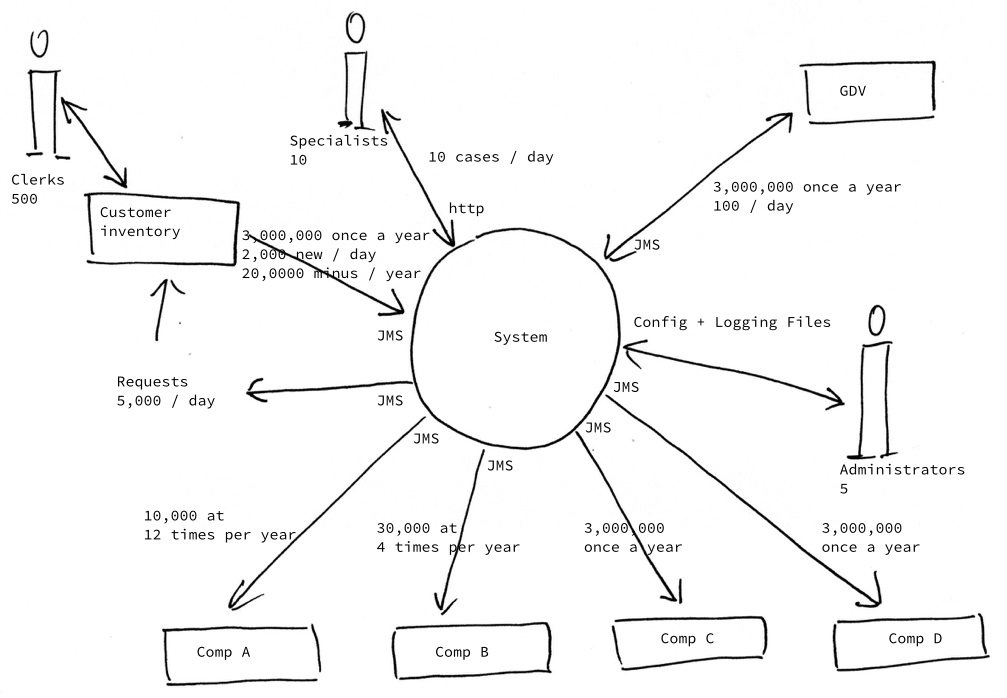 GDV
Specialists
10
10 cases / day
Clerks
500
3,000,000 once a year
100 / day
http
Customer
inventory
3,000,000 once a year
2,000 new / day
20,0000 minus / year
JMS
Config + Logging Files
JMS
System
Requests
5,000 / day
JMS
JMS
JMS
JMS
JMS
Administrators
5
10,000 at
12 times per year
30,000 at
4 times per year
3,000,000
once a year
3,000,000
once a year
Comp A
Comp B
Comp C
Comp D